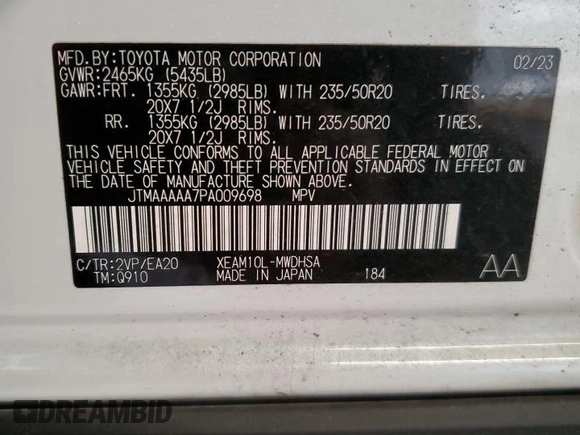 MFD.BY:TOYOTA MOTOR CORPORATION 02/23
GVWR:2465KG (5435LB)
GAWR:FRT. 1355KG (2985LB) WITH 235/50R20 TIRES,
20X7 1/2J RIMS.
RR. 1355KG (2985LB) WITH 235/50R20 TIRES,
20X7 1/2J RIMS.
THIS VEHICLE CONFORMS TO ALL APPLICABLE FEDERAL MOTOR
VEHICLE SAFETY AND THEFT PREVENTION STANDARDS IN EFFECT ON
THE DATE OF MANUFACTURE SHOWN ABOVE.
JTMAAAAA7PA009698 MPV
C/TR:2VP/EA20 XEAM10L-MWDHSA AA
TM:Q910 MADE IN JAPAN 184
DREAMBID